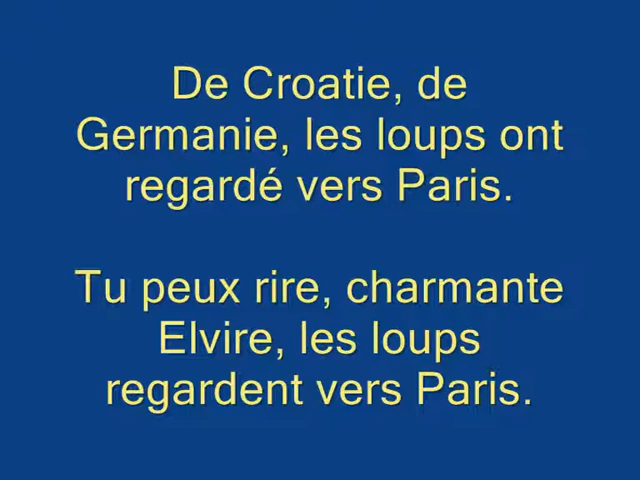 De Croatie, de
Germanie, les loups ont
regardé vers Paris.
Tu peux rire, charmante
Elvire, les loups
regardent vers Paris.